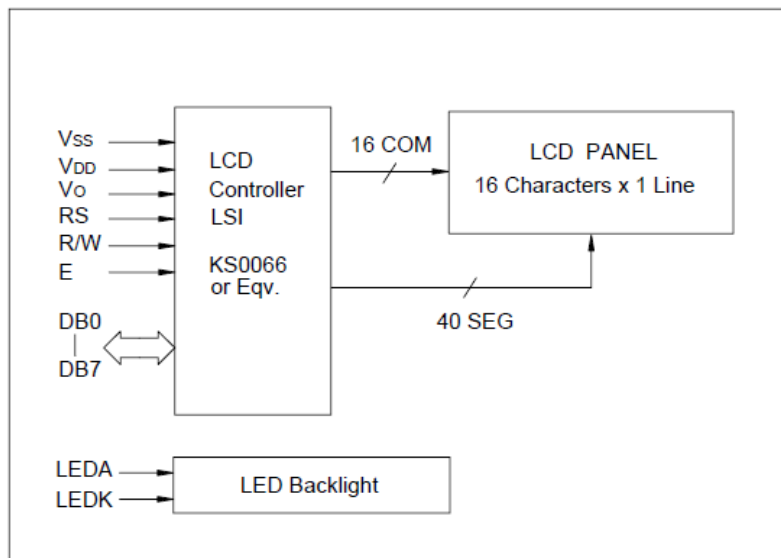 VSS
VDD
VO
RS
R/W
E
DB0
DB7
LCD
Controller
LSI
KS0066
or Eqv.
16 COM
40 SEG
LCD PANEL
16 Characters x 1 Line
LEDA
LEDK
LED Backlight